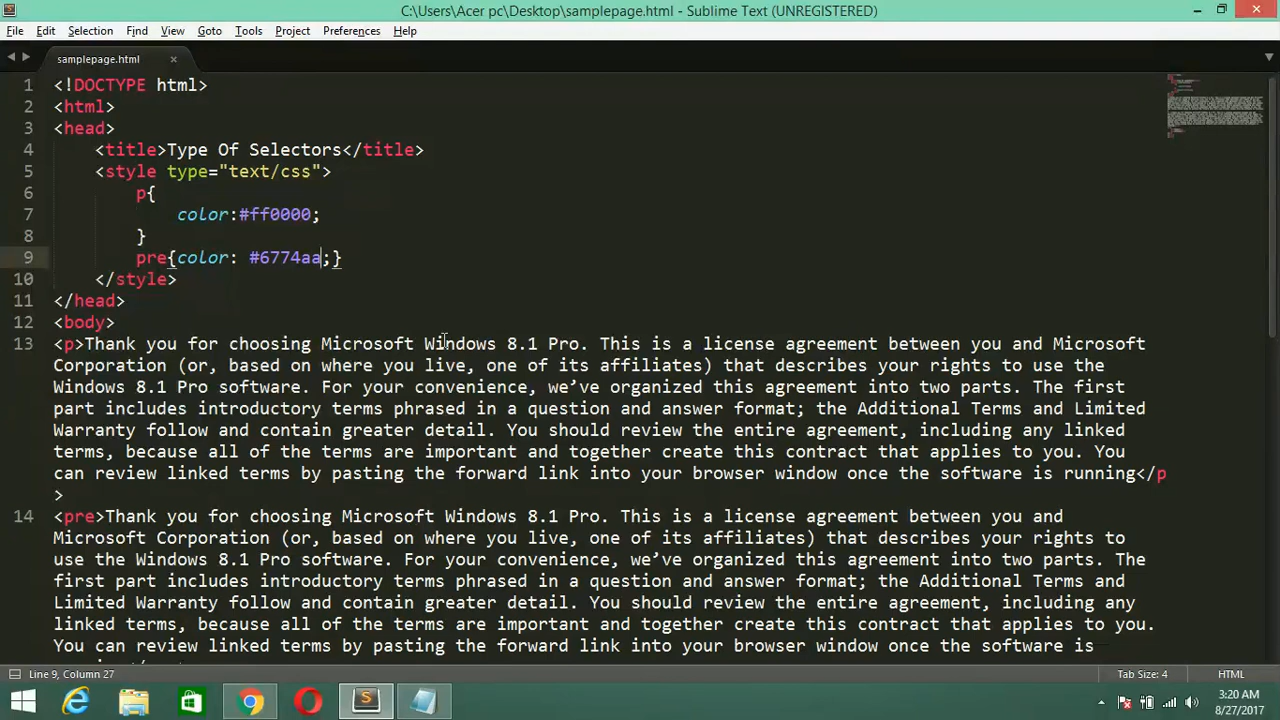 C:\Users\Acer pc\Desktop\samplepage.html - Sublime Text (UNREGISTERED)
File Edit Selection Find View Goto Tools Project Preferences Help
samplepage.html
1 <!DOCTYPE html>
2 <html>
3 <head>
4 <title>Type Of Selectors</title>
5 <style type="text/css">
6 p{
7 color:#ff0000;
8 }
9 pre{color: #6774aa;}
10 </style>
11 </head>
12 <body>
13 <p>Thank you for choosing Microsoft Windows 8.1 Pro. This is a license agreement between you and Microsoft
Corporation (or, based on where you live, one of its affiliates) that describes your rights to use the
Windows 8.1 Pro software. For your convenience, we’ve organized this agreement into two parts. The first
part includes introductory terms phrased in a question and answer format; the Additional Terms and Limited
Warranty follow and contain greater detail. You should review the entire agreement, including any linked
terms, because all of the terms are important and together create this contract that applies to you. You
can review linked terms by pasting the forward link into your browser window once the software is running</p
>
14 <pre>Thank you for choosing Microsoft Windows 8.1 Pro. This is a license agreement between you and
Microsoft Corporation (or, based on where you live, one of its affiliates) that describes your rights to
use the Windows 8.1 Pro software. For your convenience, we’ve organized this agreement into two parts. The
first part includes introductory terms phrased in a question and answer format; the Additional Terms and
Limited Warranty follow and contain greater detail. You should review the entire agreement, including any
linked terms, because all of the terms are important and together create this contract that applies to you.
You can review linked terms by pasting the forward link into your browser window once the software is
Line 9, Column 27
Tab Size: 4
HTML
3:20 AM
8/27/2017